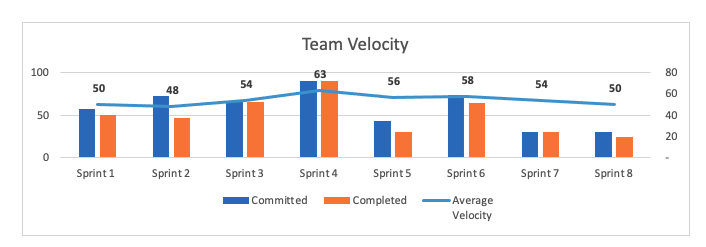 Team Velocity
63
50 48 54 56 58 54 50
100 80
60
50 40
20
0 -
Sprint 1 Sprint 2 Sprint 3 Sprint 4 Sprint 5 Sprint 6 Sprint 7 Sprint 8
Committed Completed Average
Velocity